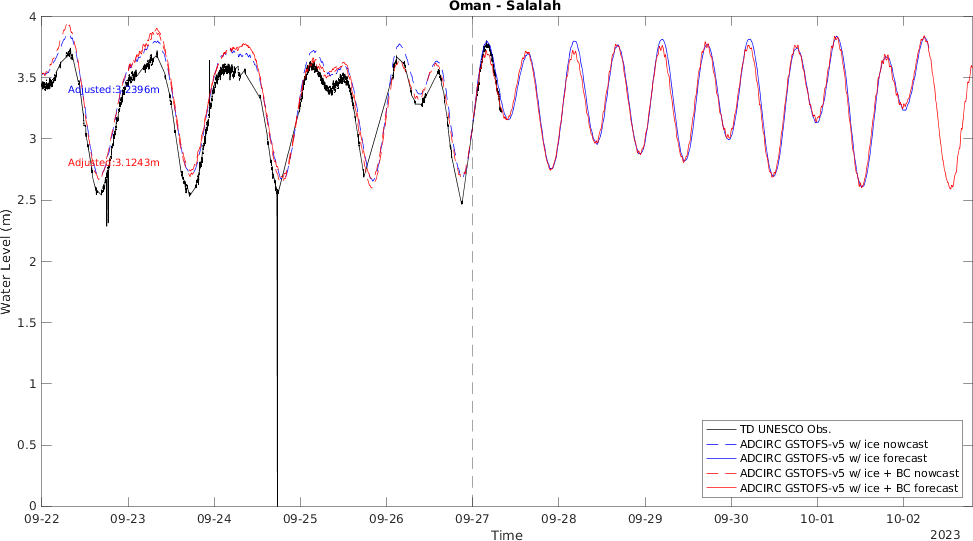 Oman - Salalah
4
3.5
3
2.5
2
1.5
1
0.5
0
Water Level (m)
Adjusted:3.2396m
Adjusted:3.1243m
TD UNESCO Obs.
ADCIRC GSTOFS-v5 w/ ice nowcast
ADCIRC GSTOFS-v5 w/ ice forecast
ADCIRC GSTOFS-v5 w/ ice + BC nowcast
ADCIRC GSTOFS-v5 w/ ice + BC forecast
09-22 09-23 09-24 09-25 09-26 09-27 09-28 09-29 09-30 10-01 10-02
Time
2023